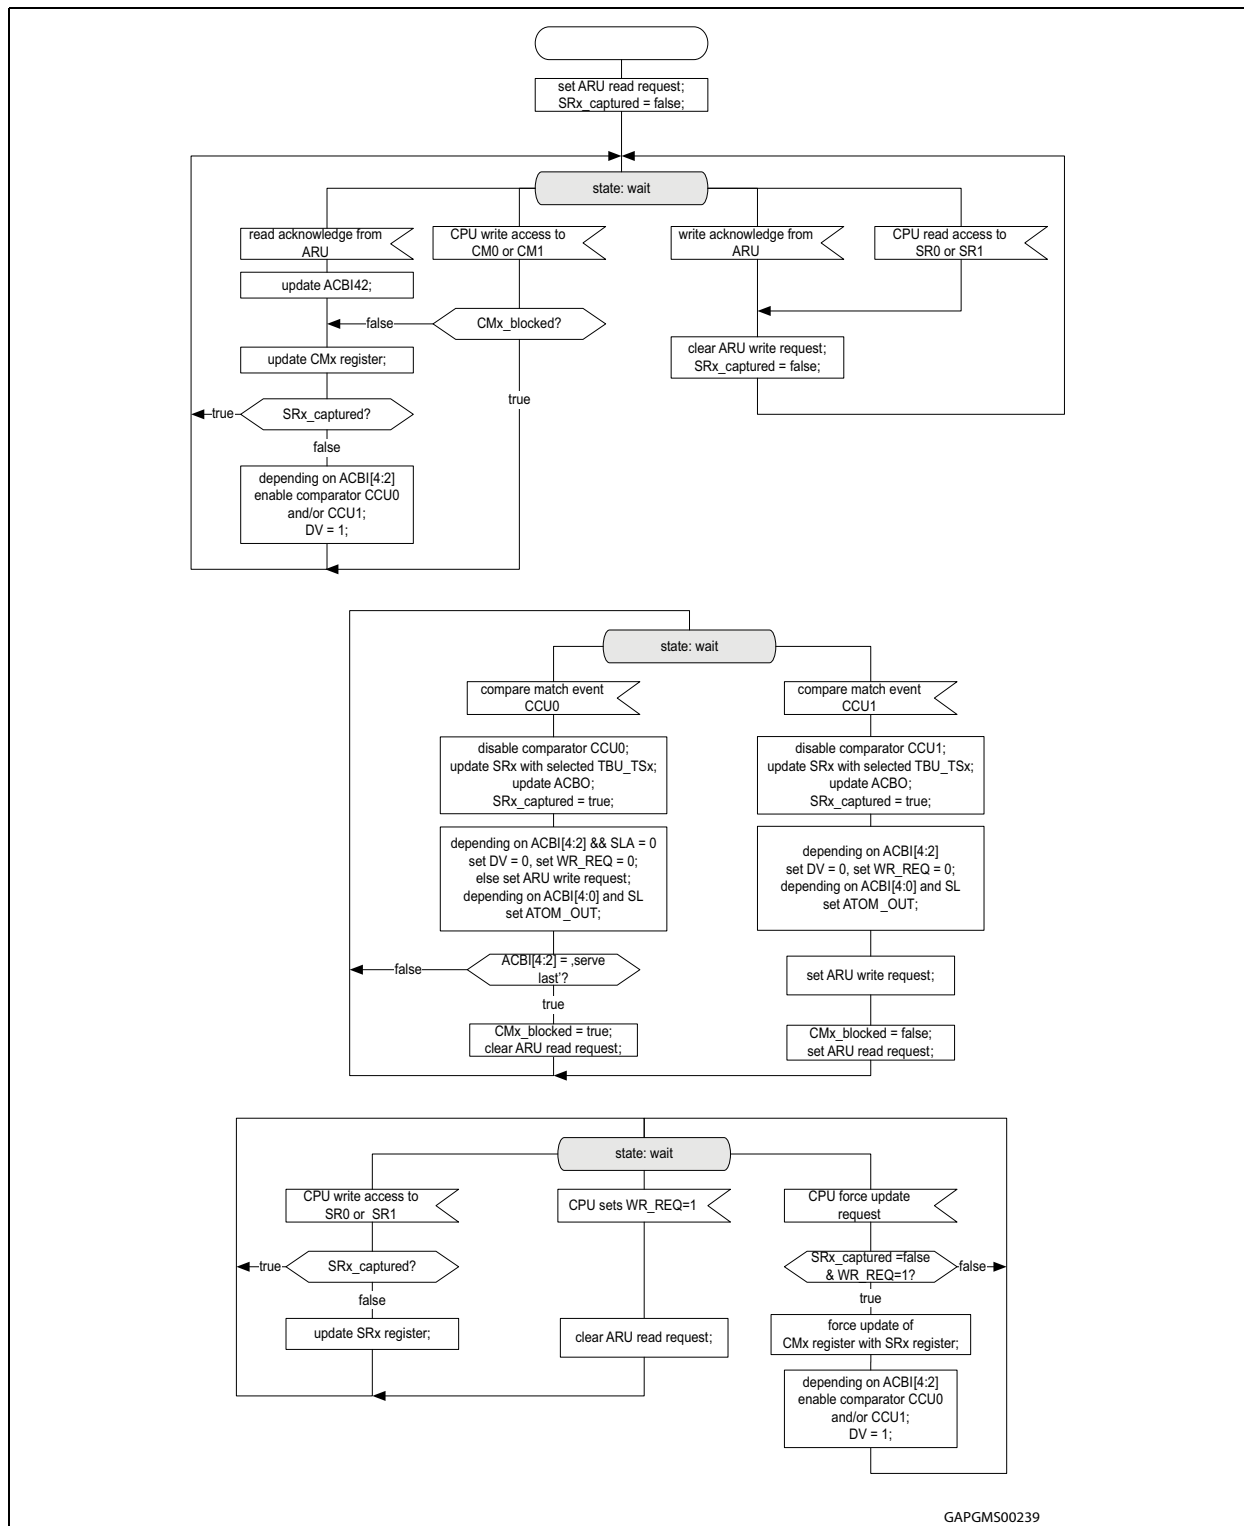 set ARU read request;
SRx_captured = false;
state: wait
read acknowledge from
ARU
CPU write access to
CM0 or CM1
write acknowledge from
ARU
CPU read access to
SR0 or SR1
update ACBI42;
false
CMx_blocked?
update CMx register;
clear ARU write request;
SRx_captured = false;
true
true
SRx_captured?
false
depending on ACBI[4:2]
enable comparator CCU0
and/or CCU1;
DV = 1;
state: wait
compare match event
CCU0
compare match event
CCU1
disable comparator CCU0;
update SRx with selected TBU_TSx;
update ACBO;
SRx_captured = true;
disable comparator CCU1;
update SRx with selected TBU_TSx;
update ACBO;
SRx_captured = true;
depending on ACBI[4:2] && SLA = 0
set DV = 0, set WR_REQ = 0;
else set ARU write request;
depending on ACBI[4:0] and SL
set ATOM_OUT;
depending on ACBI[4:2]
set DV = 0, set WR_REQ = 0;
depending on ACBI[4:0] and SL
set ATOM_OUT;
false
ACBI[4:2] = ‚serve
last'?
set ARU write request;
true
CMx_blocked = true;
clear ARU read request;
CMx_blocked = false;
set ARU read request;
state: wait
CPU write access to
SR0 or SR1
CPU sets WR_REQ=1
CPU force update
request
true
SRx_captured?
SRx_captured =false
& WR_REQ=1?
false
false
true
update SRx register;
clear ARU read request;
force update of
CMx register with SRx register;
depending on ACBI[4:2]
enable comparator CCU0
and/or CCU1;
DV = 1;
GAPGMS00239